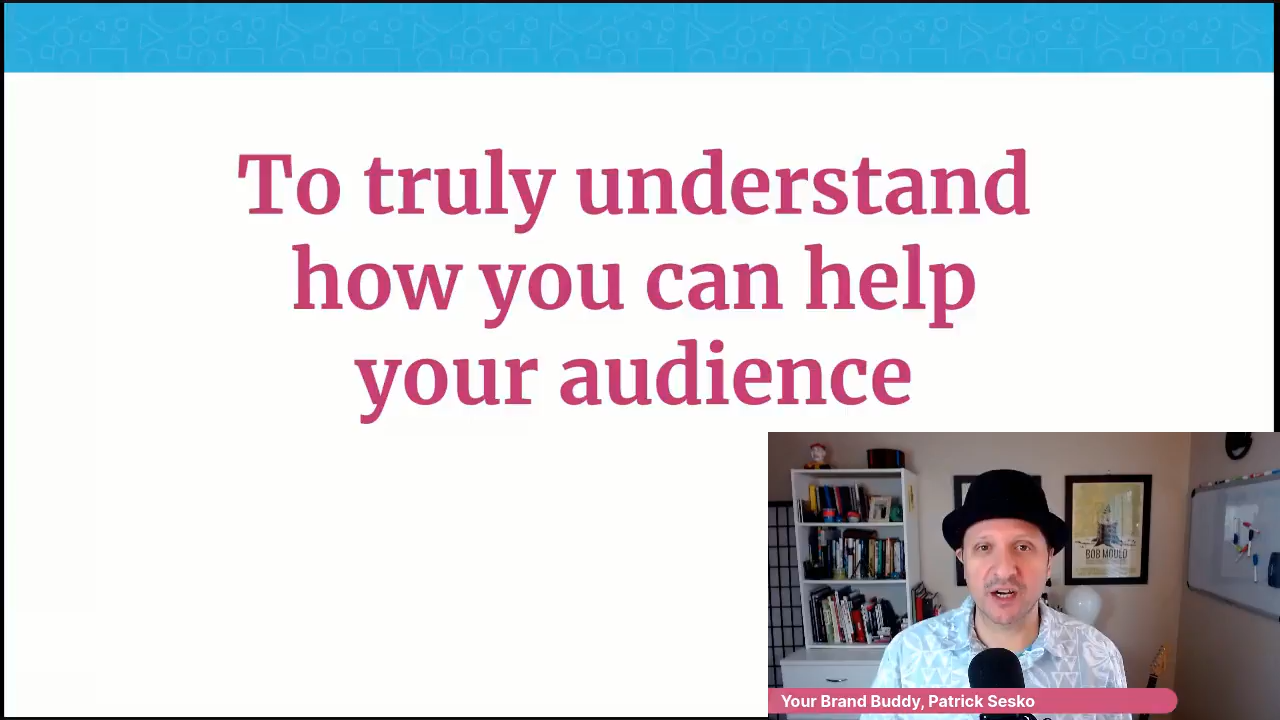 To truly understand
how you can help
your audience
BOB MOULD
Your Brand Buddy, Patrick Sesko